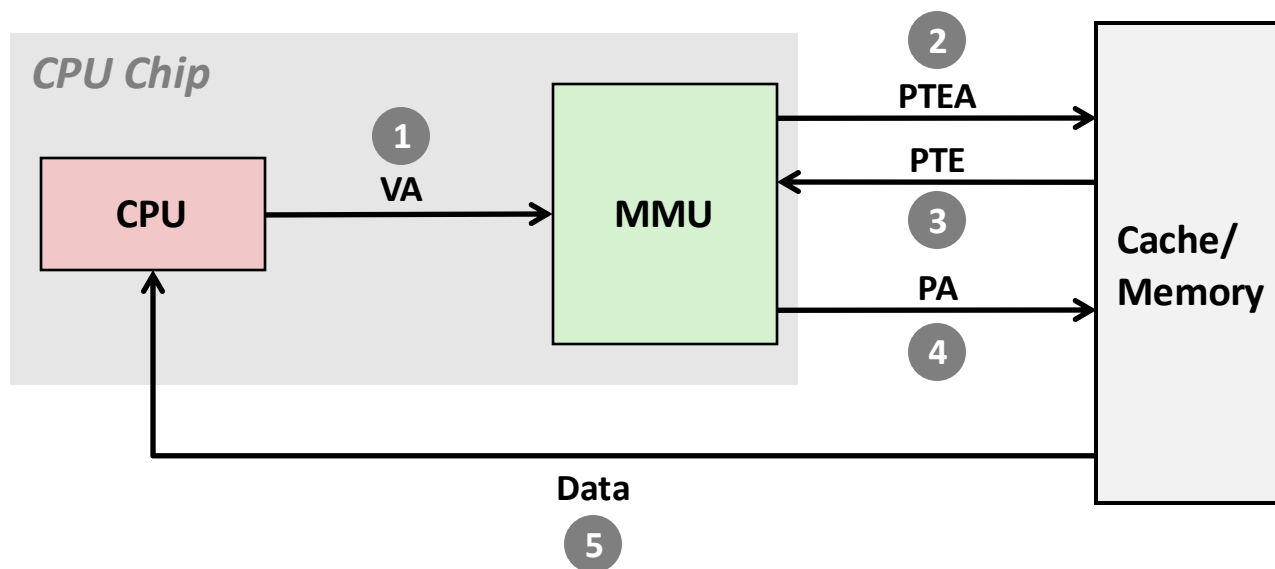 CPU Chip
1
VA
CPU
MMU
2
PTEA
PTE
3
PA
4
Cache/
Memory
Data
5